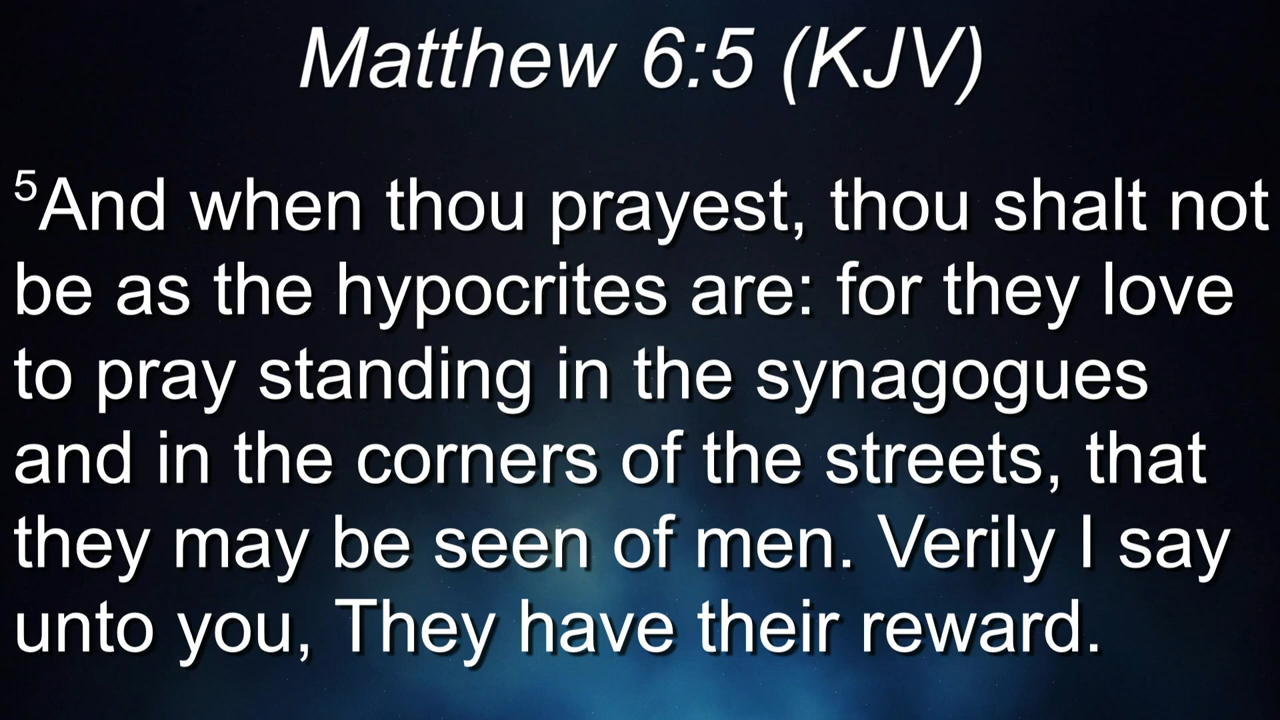 Matthew 6:5 (KJV)
⁵And when thou prayest, thou shalt not
be as the hypocrites are: for they love
to pray standing in the synagogues
and in the corners of the streets, that
they may be seen of men. Verily I say
unto you, They have their reward.